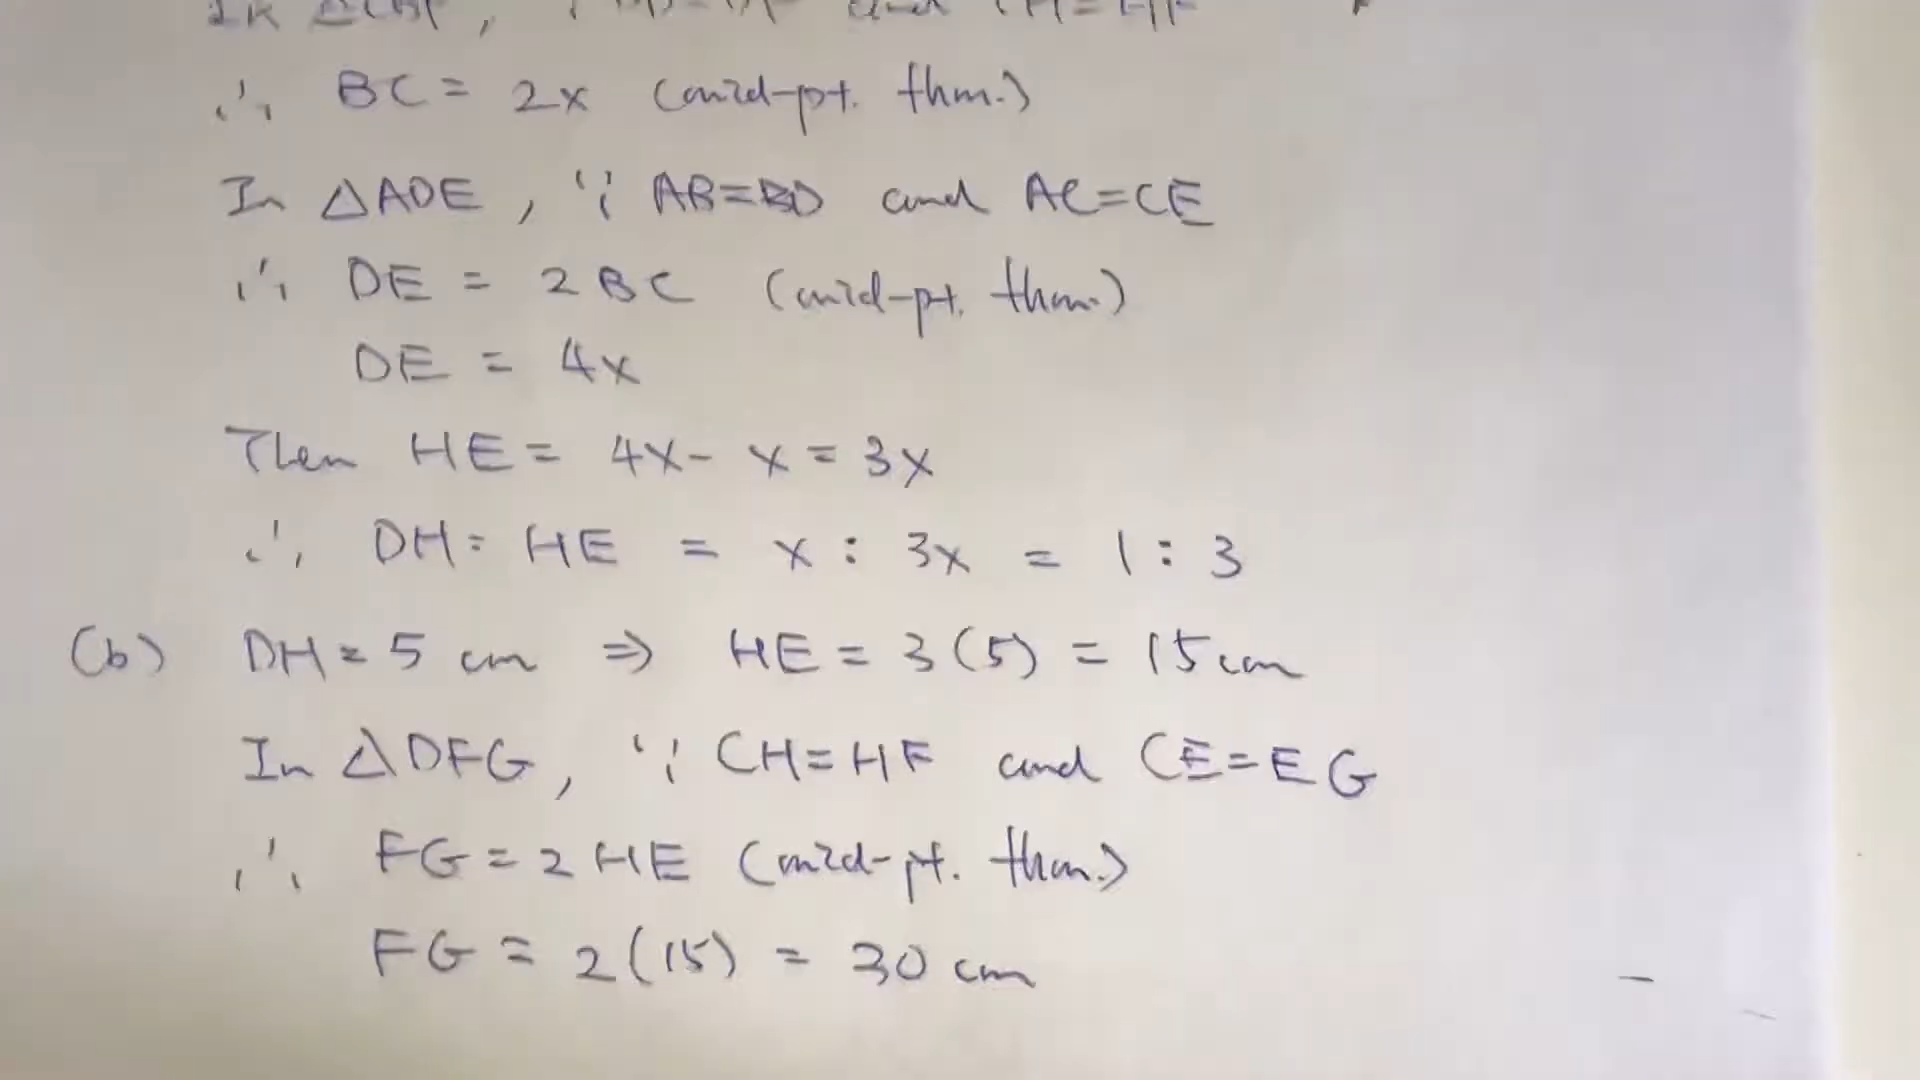 ∴ BC = 2x (mid-pt. thm.)
In △ADE, ∵ AB=BD and AC=CE
∴ DE = 2BC (mid-pt. thm.)
DE = 4x
Then HE = 4x - x = 3x
∴ DH : HE = x : 3x = 1 : 3
(b) DH = 5 cm ⇒ HE = 3(5) = 15cm
In △DFG, ∵ CH=HF and CE=EG
∴ FG = 2HE (mid-pt. thm.)
FG = 2(15) = 30 cm